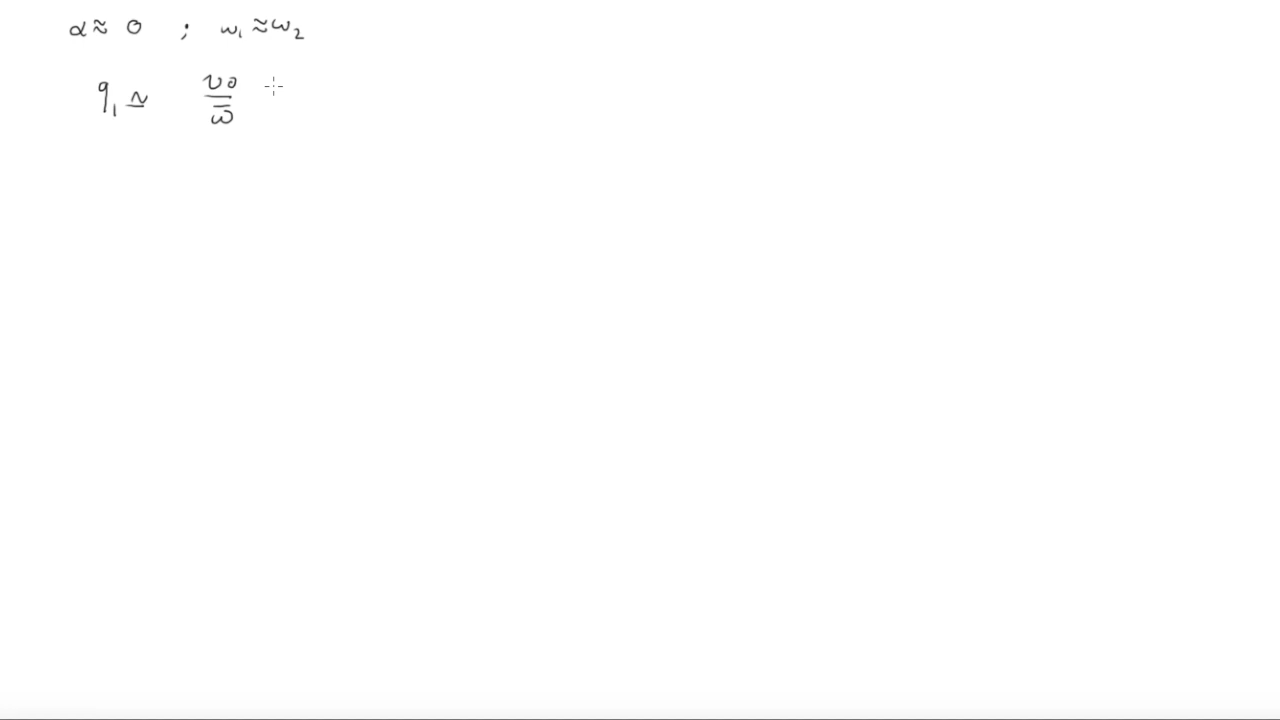 α ≈ 0 ; ω₁ ≈ ω₂
q₁ ≃ v0 / ω̄